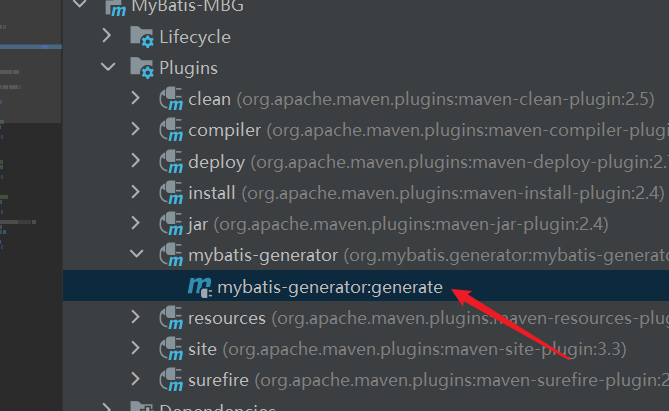 MyBatis-MBG
Lifecycle
Plugins
clean (org.apache.maven.plugins:maven-clean-plugin:2.5)
compiler (org.apache.maven.plugins:maven-compiler-plugi
deploy (org.apache.maven.plugins:maven-deploy-plugin:2.7
install (org.apache.maven.plugins:maven-install-plugin:2.4)
jar (org.apache.maven.plugins:maven-jar-plugin:2.4)
mybatis-generator (org.mybatis.generator:mybatis-generato
mybatis-generator:generate
resources (org.apache.maven.plugins:maven-resources-plug
site (org.apache.maven.plugins:maven-site-plugin:3.3)
surefire (org.apache.maven.plugins:maven-surefire-plugin:2
Dependencies